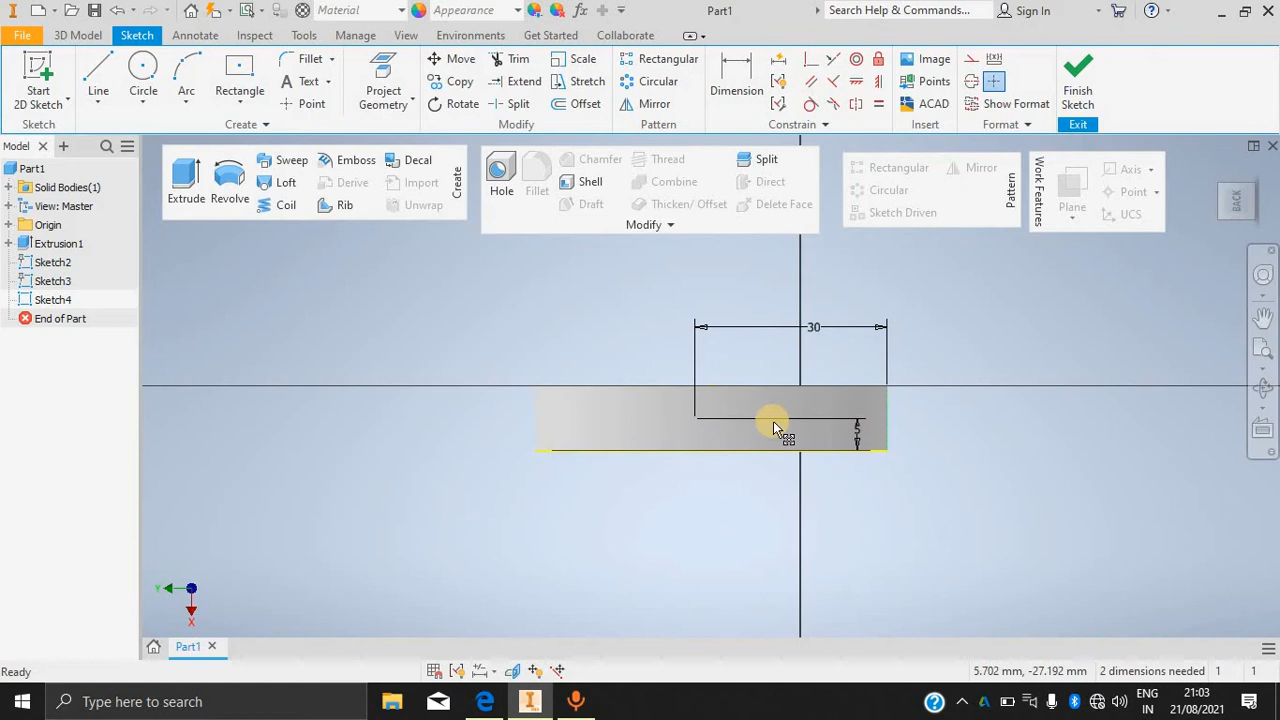 Material
Appearance
Part1
Search Help & Commands...
Sign In
File
3D Model
Sketch
Annotate
Inspect
Tools
Manage
View
Environments
Get Started
Collaborate
Start
2D Sketch
Line
Circle
Arc
Rectangle
Fillet
Text
Point
Project
Geometry
Move
Copy
Rotate
Trim
Extend
Split
Scale
Stretch
Offset
Rectangular
Circular
Mirror
Dimension
Image
Points
ACAD
Show Format
Finish
Sketch
Sketch
Create
Modify
Pattern
Constrain
Insert
Format
Exit
Model
Part1
Solid Bodies(1)
View: Master
Origin
Extrusion1
Sketch2
Sketch3
Sketch4
End of Part
Extrude
Revolve
Sweep
Loft
Coil
Emboss
Derive
Rib
Decal
Import
Unwrap
Create
Hole
Fillet
Chamfer
Shell
Draft
Thread
Combine
Thicken/ Offset
Split
Direct
Delete Face
Modify
Rectangular
Mirror
Circular
Sketch Driven
Pattern
Work Features
Plane
Axis
Point
UCS
BACK
30
5
Y
X
Part1
Ready
5.702 mm, -27.192 mm
2 dimensions needed
1
1
Type here to search
ENG
IN
21:03
21/08/2021